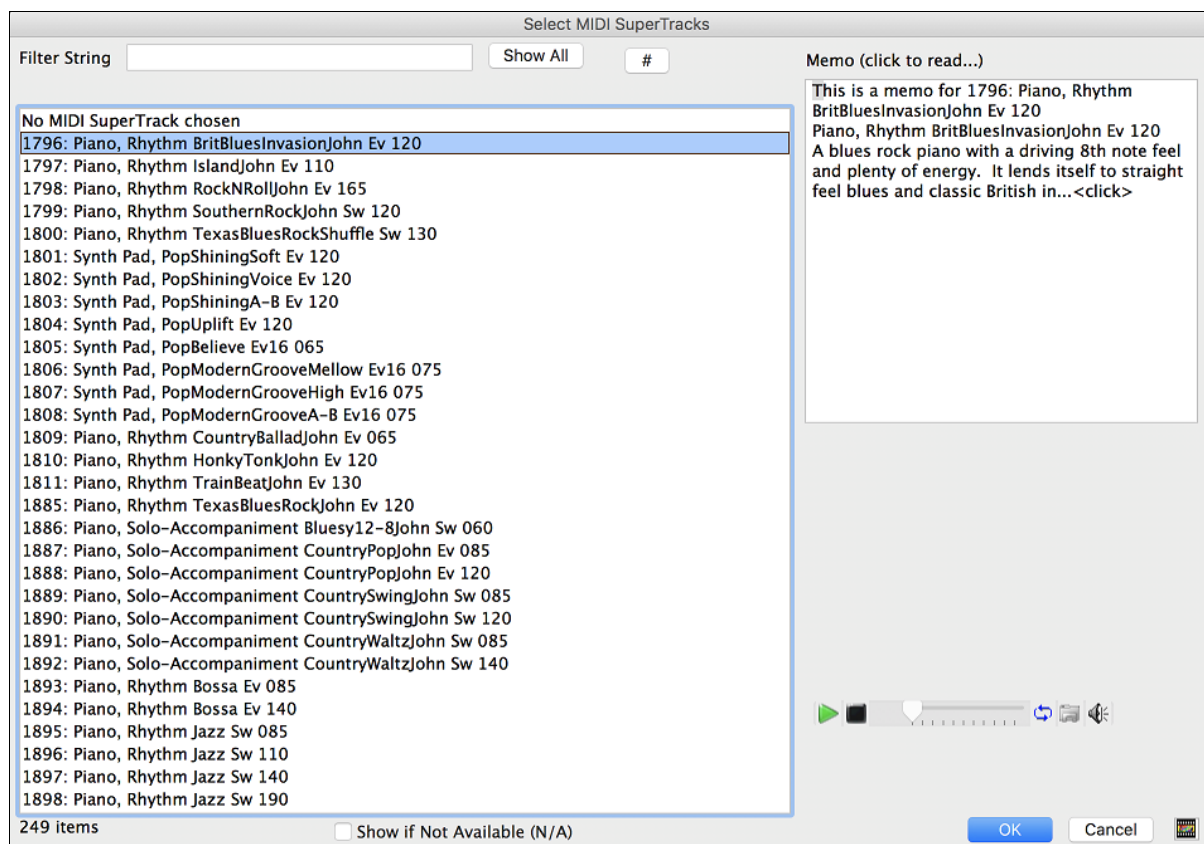 Select MIDI SuperTracks
Filter String
Show All
#
Memo (click to read...)
No MIDI SuperTrack chosen
1796: Piano, Rhythm BritBluesInvasionJohn Ev 120
1797: Piano, Rhythm IslandJohn Ev 110
1798: Piano, Rhythm RockNRollJohn Ev 165
1799: Piano, Rhythm SouthernRockJohn Sw 120
1800: Piano, Rhythm TexasBluesRockShuffle Sw 130
1801: Synth Pad, PopShiningSoft Ev 120
1802: Synth Pad, PopShiningVoice Ev 120
1803: Synth Pad, PopShiningA-B Ev 120
1804: Synth Pad, PopUplift Ev 120
1805: Synth Pad, PopBelieve Ev16 065
1806: Synth Pad, PopModernGrooveMellow Ev16 075
1807: Synth Pad, PopModernGrooveHigh Ev16 075
1808: Synth Pad, PopModernGrooveA-B Ev16 075
1809: Piano, Rhythm CountryBalladJohn Ev 065
1810: Piano, Rhythm HonkyTonkJohn Ev 120
1811: Piano, Rhythm TrainBeatJohn Ev 130
1885: Piano, Rhythm TexasBluesRockJohn Ev 120
1886: Piano, Solo-Accompaniment Bluesy12-8John Sw 060
1887: Piano, Solo-Accompaniment CountryPopJohn Ev 085
1888: Piano, Solo-Accompaniment CountryPopJohn Ev 120
1889: Piano, Solo-Accompaniment CountrySwingJohn Sw 085
1890: Piano, Solo-Accompaniment CountrySwingJohn Sw 120
1891: Piano, Solo-Accompaniment CountryWaltzJohn Sw 085
1892: Piano, Solo-Accompaniment CountryWaltzJohn Sw 140
1893: Piano, Rhythm Bossa Ev 085
1894: Piano, Rhythm Bossa Ev 140
1895: Piano, Rhythm Jazz Sw 085
1896: Piano, Rhythm Jazz Sw 110
1897: Piano, Rhythm Jazz Sw 140
1898: Piano, Rhythm Jazz Sw 190
This is a memo for 1796: Piano, Rhythm
BritBluesInvasionJohn Ev 120
Piano, Rhythm BritBluesInvasionJohn Ev 120
A blues rock piano with a driving 8th note feel
and plenty of energy.  It lends itself to straight
feel blues and classic British in...<click>
249 items
Show if Not Available (N/A)
OK
Cancel